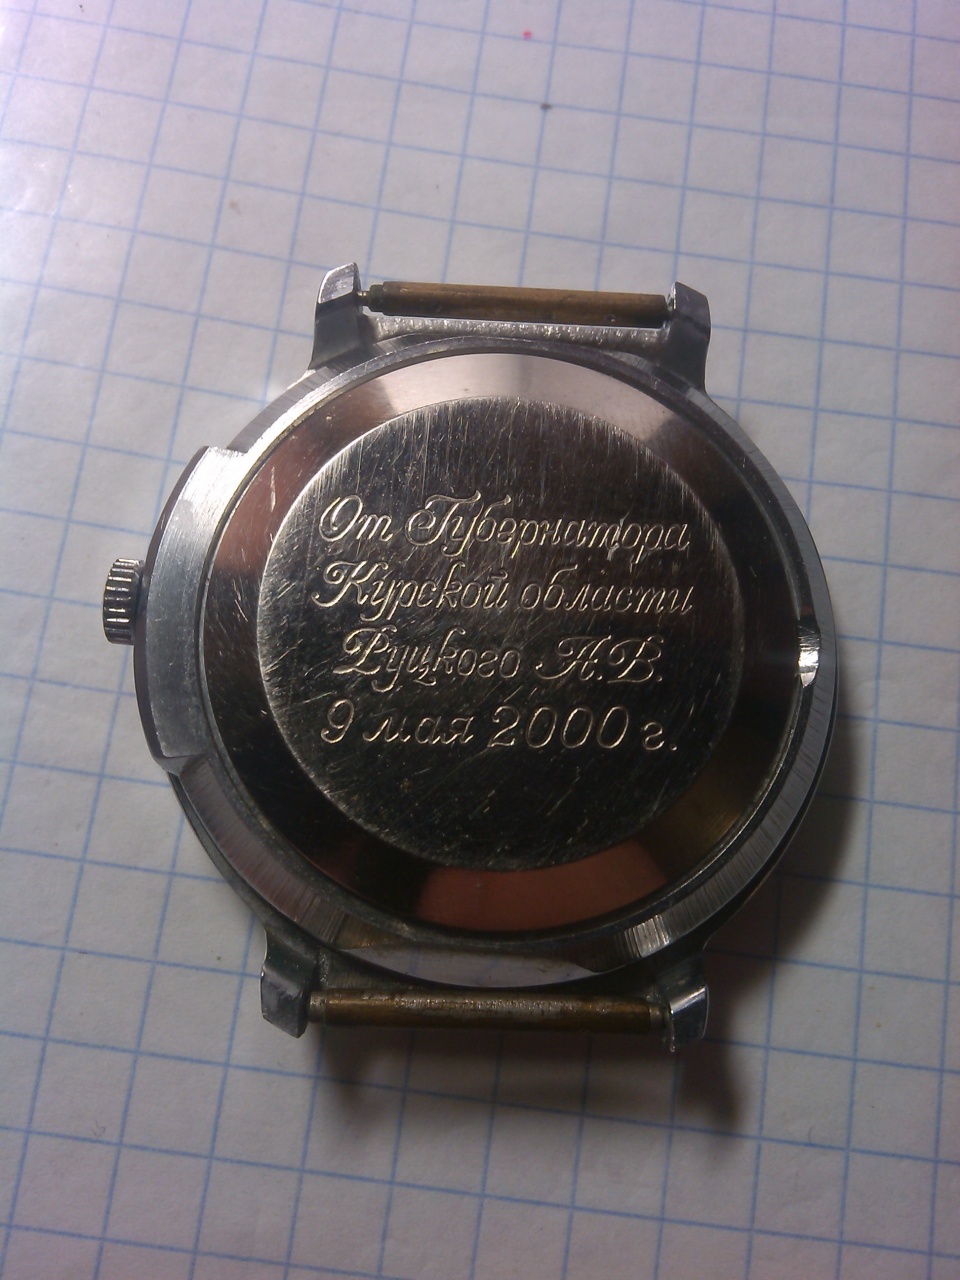 От Губернатора
Курской области
Руцкого А.В.
9 мая 2000 г.